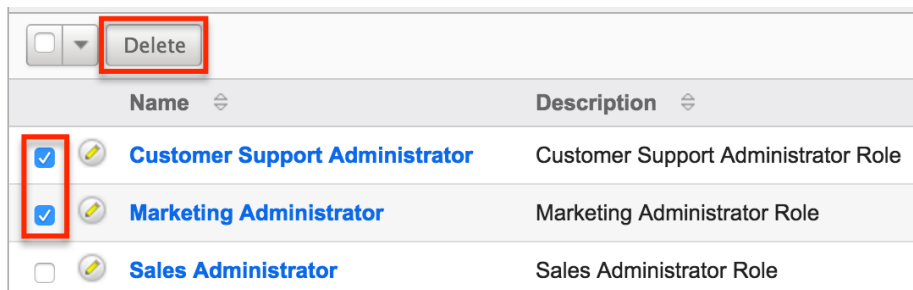 Delete
Name Description
Customer Support Administrator Customer Support Administrator Role
Marketing Administrator Marketing Administrator Role
Sales Administrator Sales Administrator Role